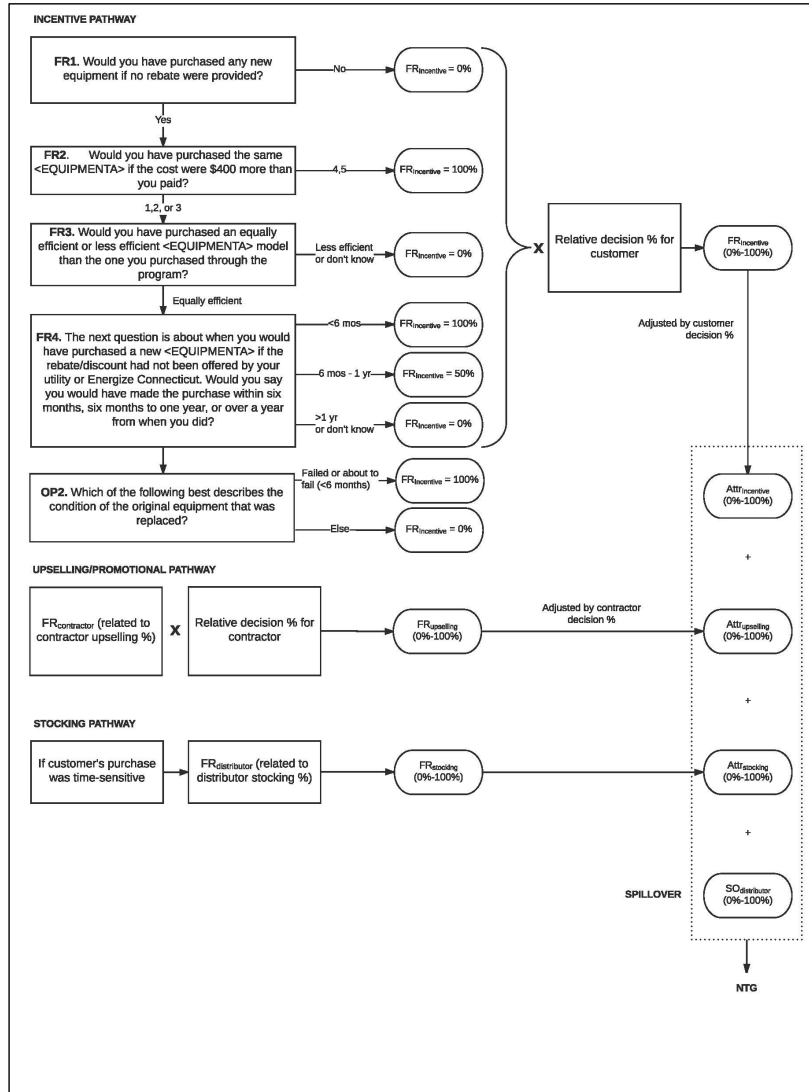 INCENTIVE PATHWAY
FR1. Would you have purchased any new
equipment if no rebate were provided?
No
FRIncentive = 0%
Yes
FR2. Would you have purchased the same
<EQUIPMENTA> if the cost were $400 more than
you paid?
4,5
FRIncentive = 100%
1,2, or 3
FR3. Would you have purchased an equally
efficient or less efficient <EQUIPMENTA> model
than the one you purchased through the
program?
Less efficient
or don't know
FRIncentive = 0%
X
Relative decision % for
customer
FRIncentive
(0%-100%)
Equally efficient
Adjusted by customer
decision %
FR4. The next question is about when you would
have purchased a new <EQUIPMENTA> if the
rebate/discount had not been offered by your
utility or Energize Connecticut. Would you say
you would have made the purchase within six
months, six months to one year, or over a year
from when you did?
<6 mos
FRIncentive = 100%
6 mos - 1 yr
FRIncentive = 50%
>1 yr
or don't know
FRIncentive = 0%
OP2. Which of the following best describes the
condition of the original equipment that was
replaced?
Failed or about to
fail (<6 months)
FRIncentive = 100%
Else
FRIncentive = 0%
AttrIncentive
(0%-100%)
+
UPSELLING/PROMOTIONAL PATHWAY
FRcontractor (related to
contractor upselling %)
X
Relative decision % for
contractor
FRupselling
(0%-100%)
Adjusted by contractor
decision %
Attrupselling
(0%-100%)
+
STOCKING PATHWAY
If customer's purchase
was time-sensitive
FRdistributor (related to
distributor stocking %)
FRstocking
(0%-100%)
Attrstocking
(0%-100%)
+
SPILLOVER
SOdistributor
(0%-100%)
NTG